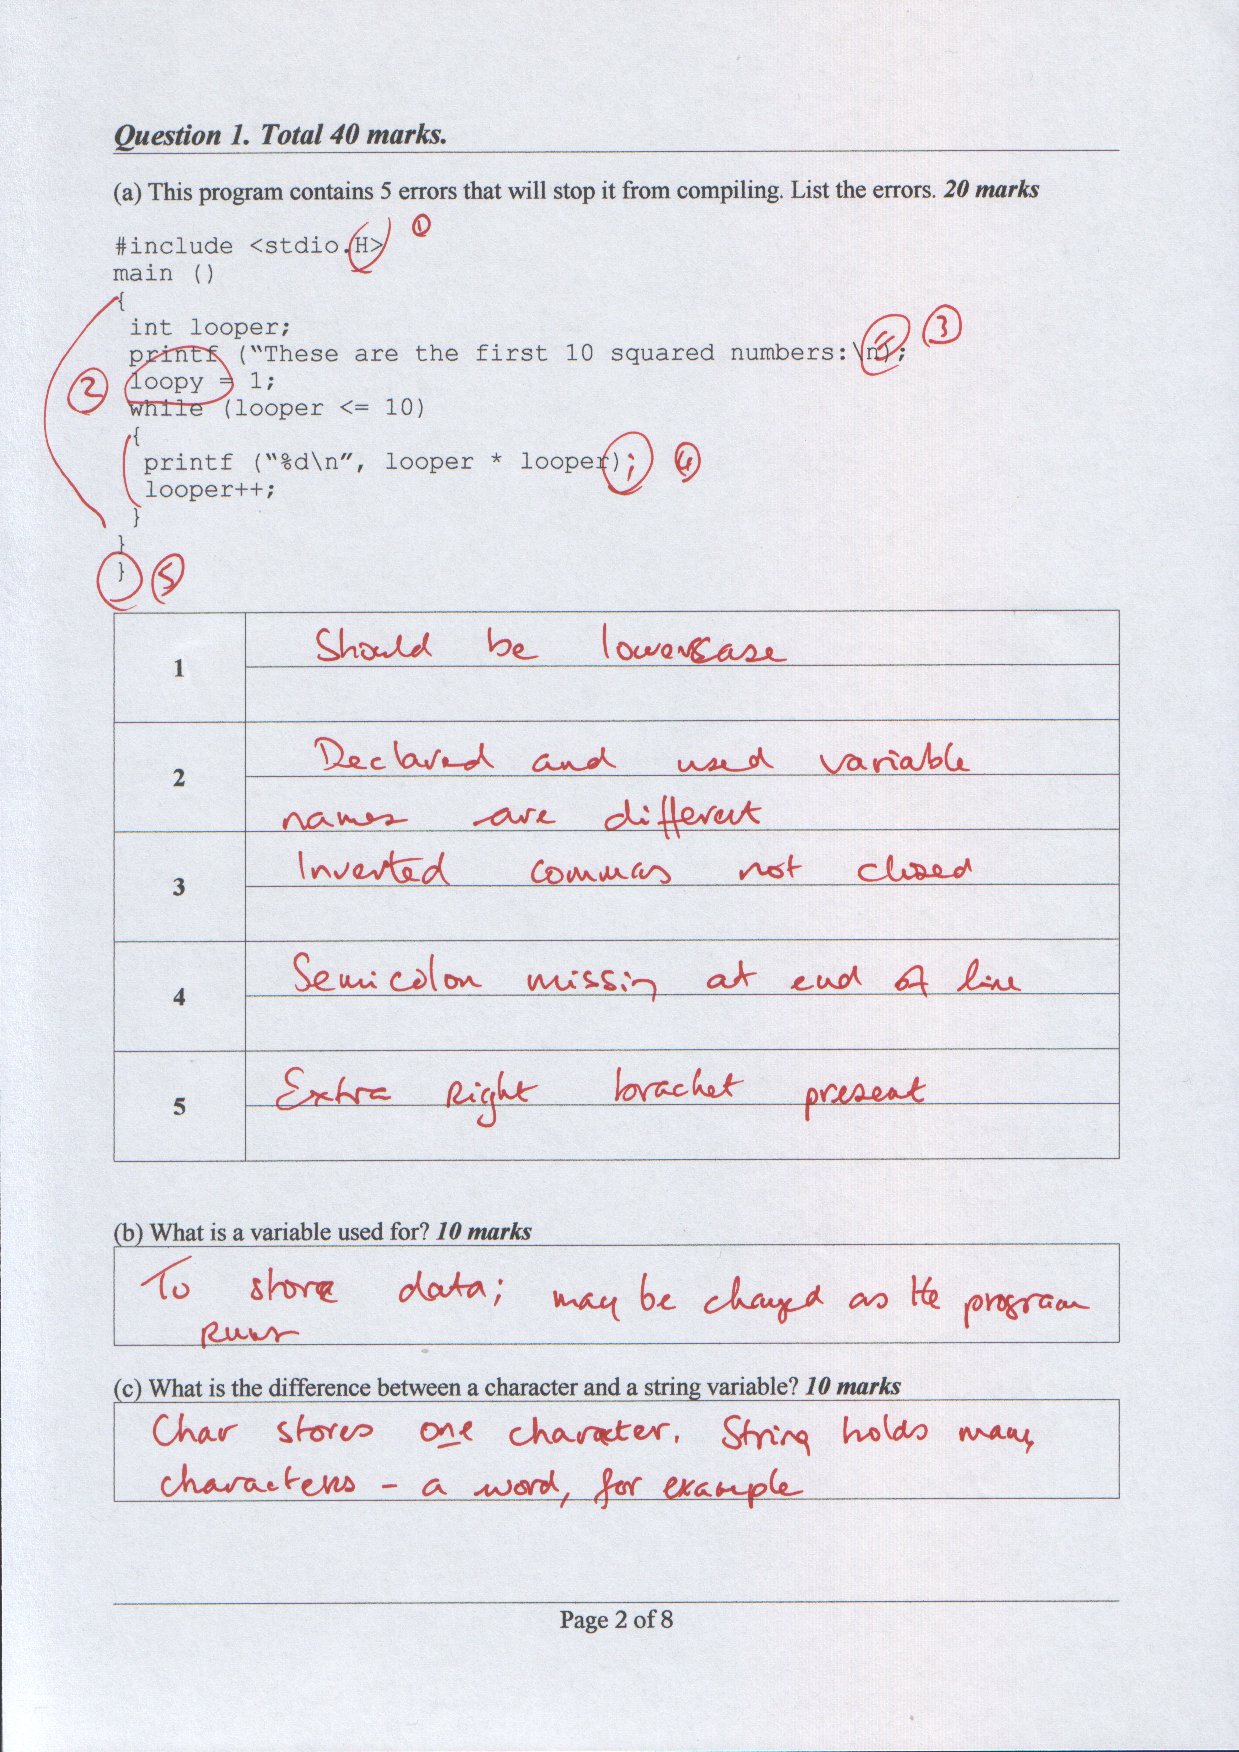 Question 1. Total 40 marks.
(a) This program contains 5 errors that will stop it from compiling. List the errors. 20 marks
#include <stdio.H> 1
main ()
{
int looper;
printf (“These are the first 10 squared numbers:\n"); 3
2 loopy = 1;
while (looper <= 10)
{
printf (“%d\n”, looper * looper); 4
looper++;
}
}
} 5
1 Should be lowercase
2 Declared and used variable
names are different
3 Inverted commas not closed
4 Semicolon missing at end of line
5 Extra Right bracket present
(b) What is a variable used for? 10 marks
To store data; may be changed as the program
runs
(c) What is the difference between a character and a string variable? 10 marks
Char stores one character. String holds many
characters - a word, for example
Page 2 of 8